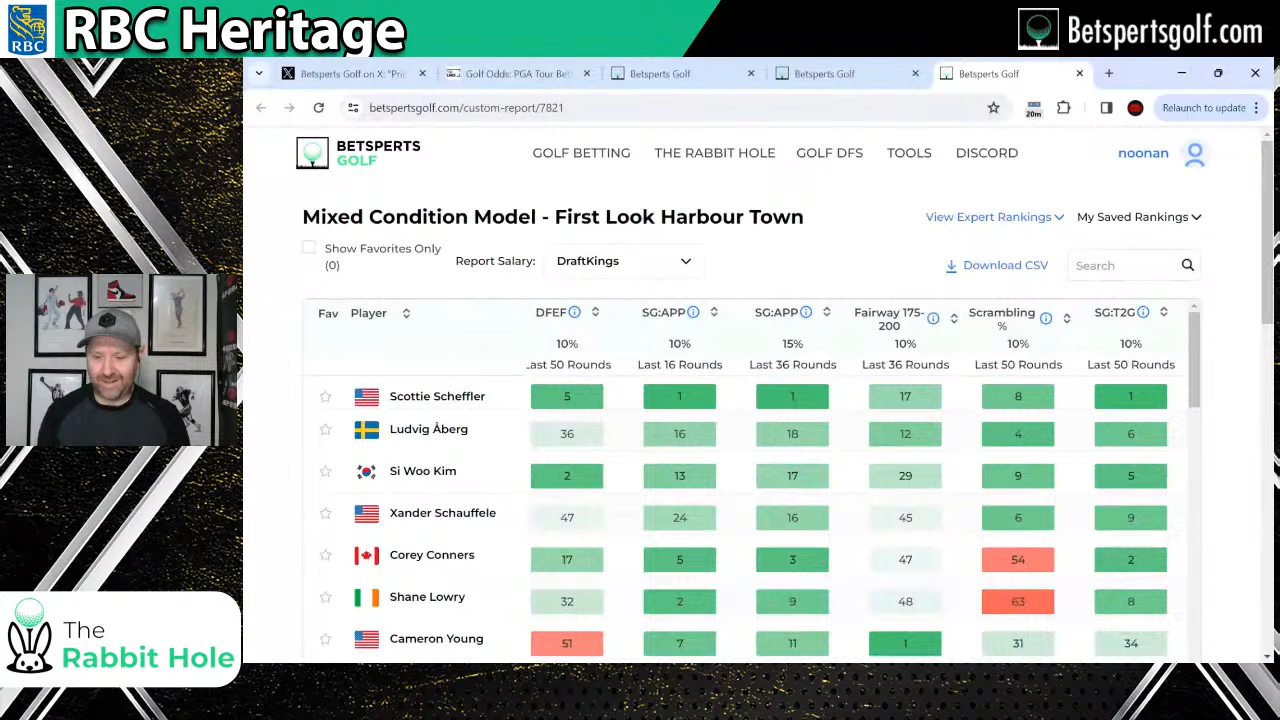 RBC
RBC Heritage
Betspertsgolf.com
Betsperts Golf on X: "Pri
Golf Odds: PGA Tour Bet
Betsperts Golf
Betsperts Golf
Betsperts Golf
betspertsgolf.com/custom-report/7821
20m
Relaunch to update
BETSPERTS
GOLF
GOLF BETTING
THE RABBIT HOLE
GOLF DFS
TOOLS
DISCORD
noonan
Mixed Condition Model - First Look Harbour Town
View Expert Rankings
My Saved Rankings
Show Favorites Only
(0)
Report Salary:
DraftKings
Download CSV
Search
Fav Player DFEF SG:APP SG:APP Fairway 175-200 Scrambling % SG:T2G
10% 10% 15% 10% 10% 10%
ast 50 Rounds Last 16 Rounds Last 36 Rounds Last 36 Rounds Last 50 Rounds Last 50 Rounds
Scottie Scheffler 5 1 1 17 8 1
Ludvig Åberg 36 16 18 12 4 6
Si Woo Kim 2 13 17 29 9 5
Xander Schauffele 47 24 16 45 6 9
Corey Conners 17 5 3 47 54 2
Shane Lowry 32 2 9 48 63 8
Cameron Young 51 7 11 1 31 34
The
Rabbit Hole